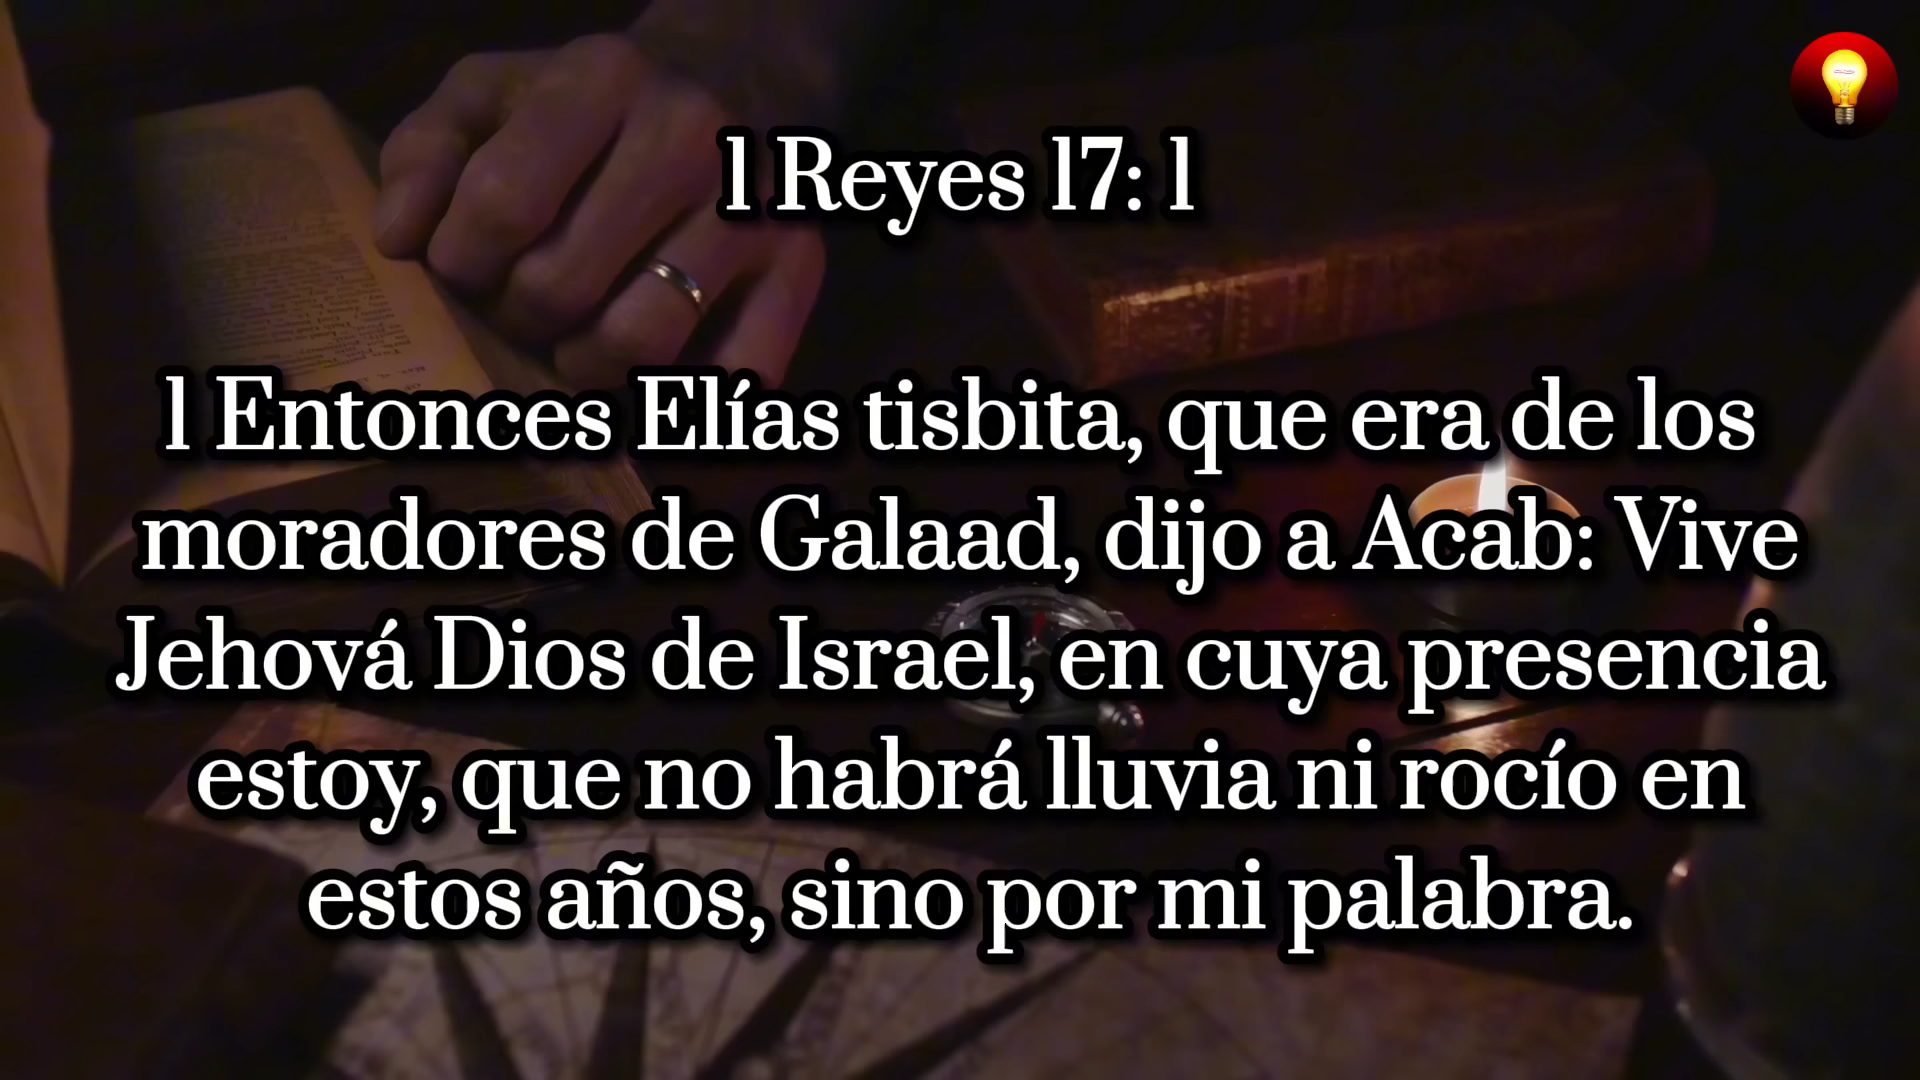 1 Reyes 17: 1
1 Entonces Elías tisbita, que era de los
moradores de Galaad, dijo a Acab: Vive
Jehová Dios de Israel, en cuya presencia
estoy, que no habrá lluvia ni rocío en
estos años, sino por mi palabra.